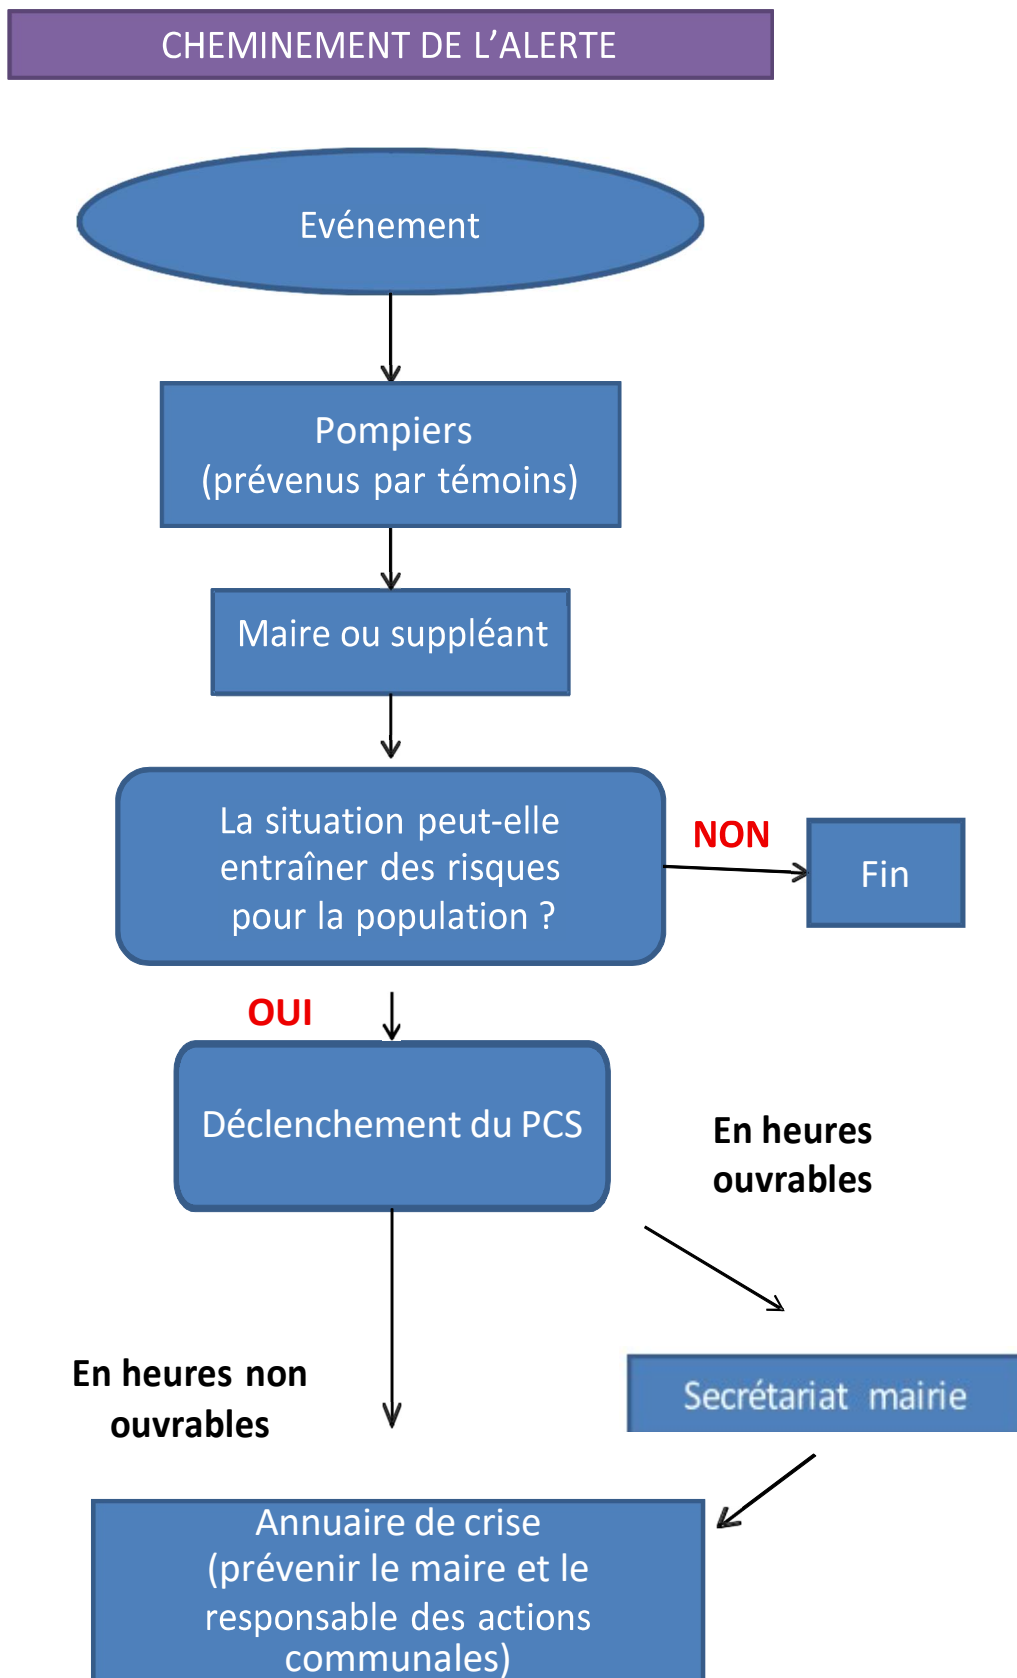 CHEMINEMENT DE L’ALERTE
Evénement
Pompiers
(prévenus par témoins)
Maire ou suppléant
La situation peut-elle
entraîner des risques
pour la population ?
NON
Fin
OUI
Déclenchement du PCS
En heures
ouvrables
En heures non
ouvrables
Secrétariat mairie
Annuaire de crise
(prévenir le maire et le
responsable des actions
communales)